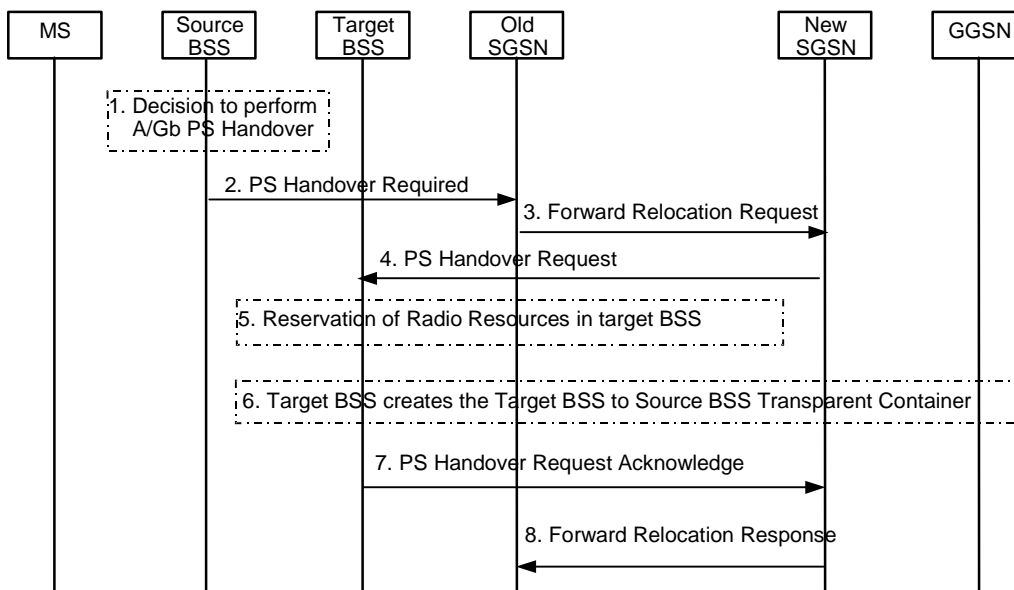 MS
Source
BSS
Target
BSS
Old
SGSN
New
SGSN
GGSN
1. Decision to perform
A/Gb PS Handover
2. PS Handover Required
3. Forward Relocation Request
4. PS Handover Request
5. Reservation of Radio Resources in target BSS
6. Target BSS creates the Target BSS to Source BSS Transparent Container
7. PS Handover Request Acknowledge
8. Forward Relocation Response